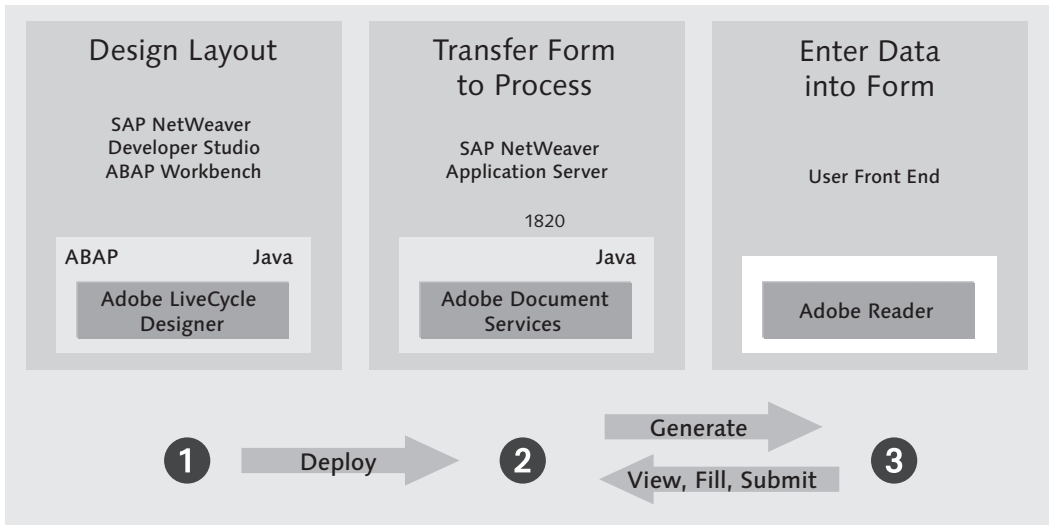 Design Layout
SAP NetWeaver
Developer Studio
ABAP Workbench
ABAP Java
Adobe LiveCycle
Designer
Transfer Form
to Process
SAP NetWeaver
Application Server
1820
Java
Adobe Document
Services
Enter Data
into Form
User Front End
Adobe Reader
1
Deploy
2
Generate
View, Fill, Submit
3